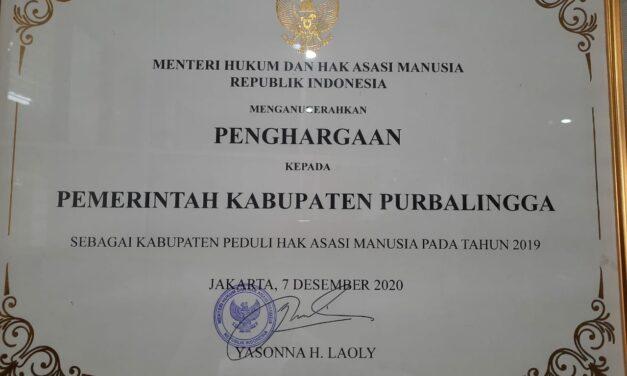 MENTERI HUKUM DAN HAK ASASI MANUSIA
REPUBLIK INDONESIA
MENGANUGERAHKAN
PENGHARGAAN
KEPADA
PEMERINTAH KABUPATEN PURBALINGGA
SEBAGAI KABUPATEN PEDULI HAK ASASI MANUSIA PADA TAHUN 2019
JAKARTA, 7 DESEMBER 2020
YASONNA H. LAOLY